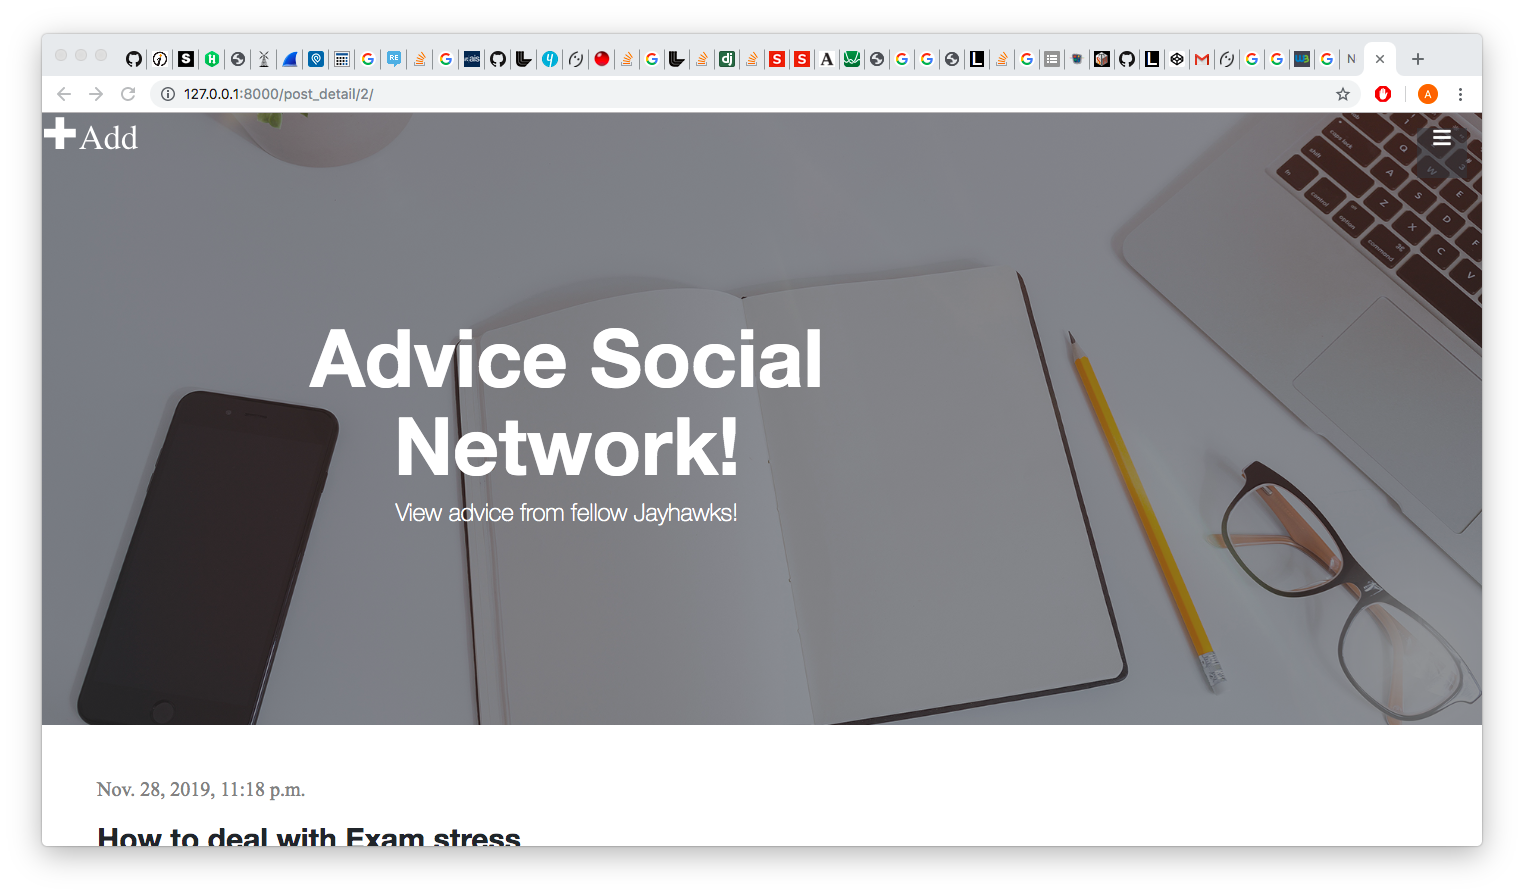 127.0.0.1:8000/post_detail/2/
A
Add
Advice Social
Network!
View advice from fellow Jayhawks!
Nov. 28, 2019, 11:18 p.m.
How to deal with Exam stress